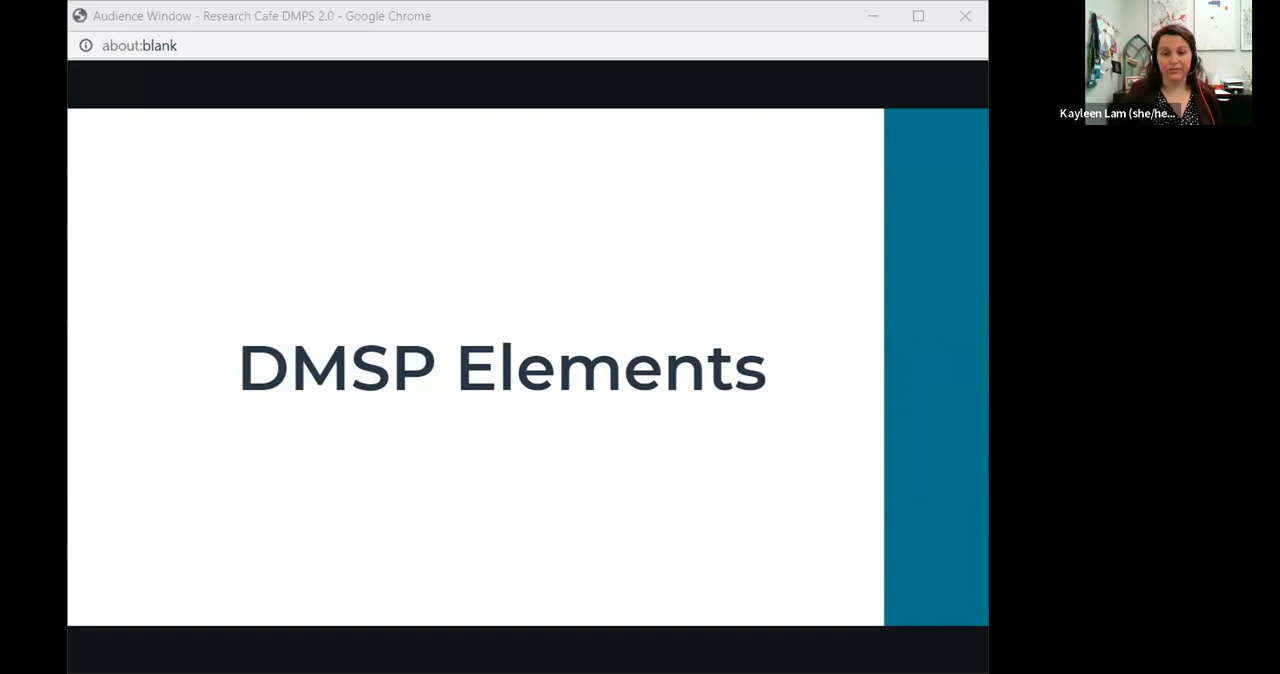 Audience Window - Research Cafe DMPS 2.0 - Google Chrome
about:blank
DMSP Elements
Kayleen Lam (she/he...